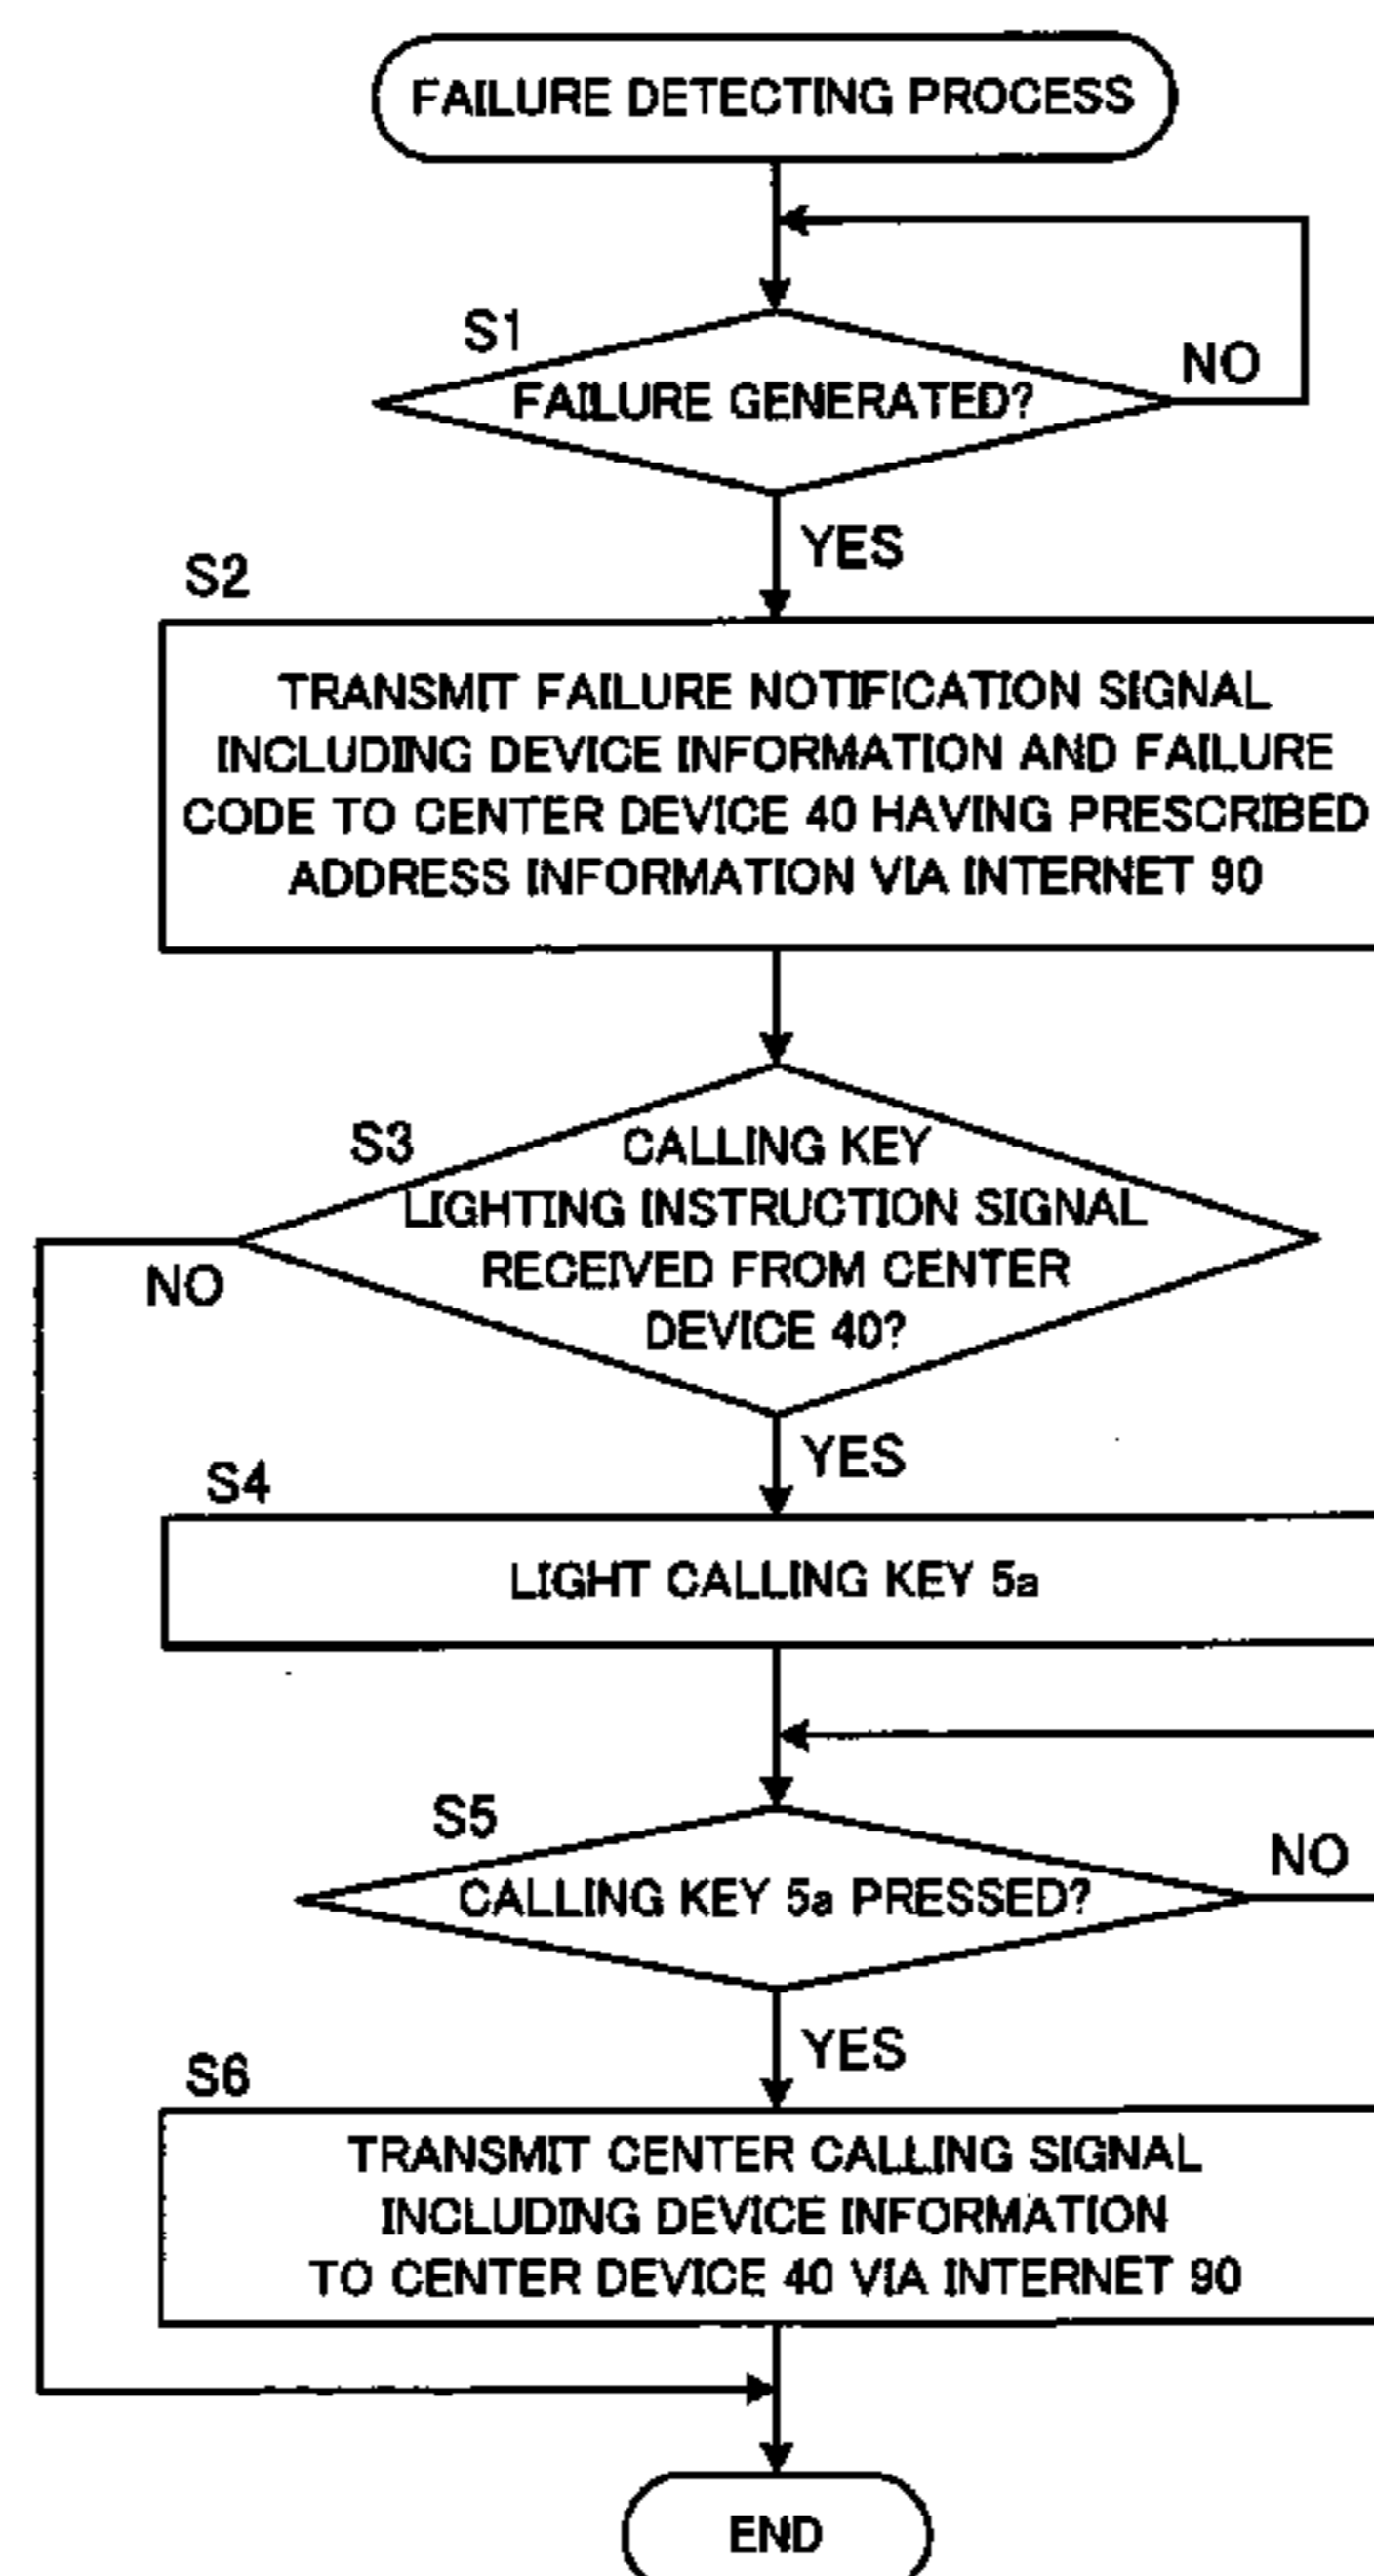 FAILURE DETECTING PROCESS
S1
FAILURE GENERATED?
NO
YES
S2
TRANSMIT FAILURE NOTIFICATION SIGNAL
INCLUDING DEVICE INFORMATION AND FAILURE
CODE TO CENTER DEVICE 40 HAVING PRESCRIBED
ADDRESS INFORMATION VIA INTERNET 90
S3
CALLING KEY
LIGHTING INSTRUCTION SIGNAL
RECEIVED FROM CENTER
DEVICE 40?
NO
YES
S4
LIGHT CALLING KEY 5a
S5
CALLING KEY 5a PRESSED?
NO
YES
S6
TRANSMIT CENTER CALLING SIGNAL
INCLUDING DEVICE INFORMATION
TO CENTER DEVICE 40 VIA INTERNET 90
END